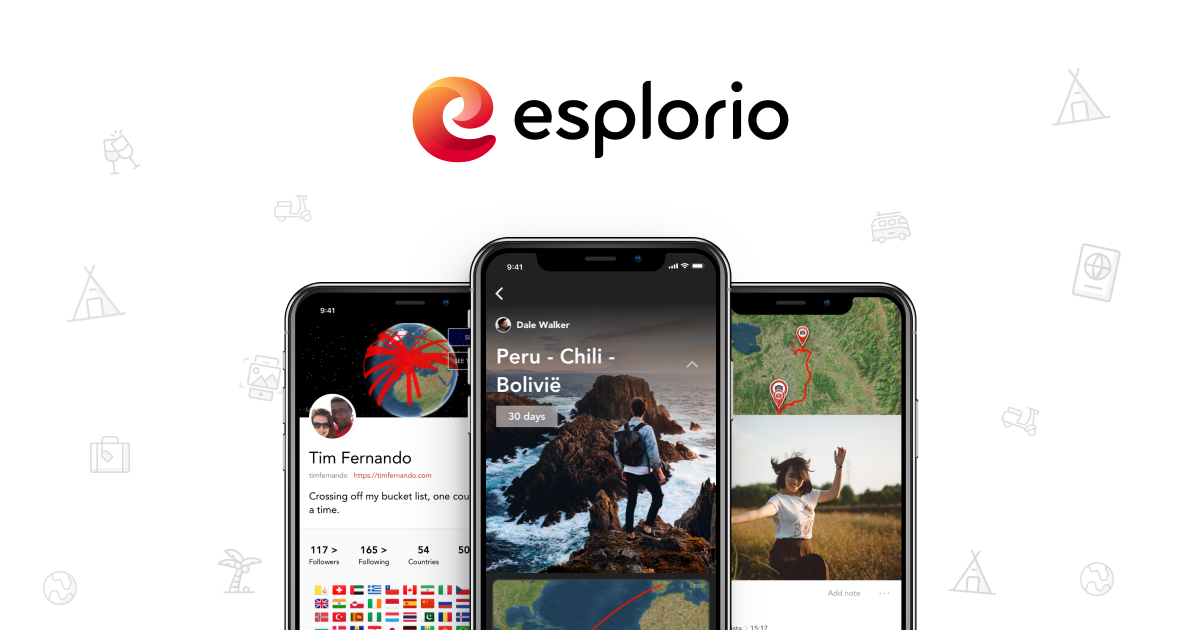 esplorio
9:41
Tim Fernando
timfernando https://timfernando.com
Crossing off my bucket list, one cou
a time.
117 > 165 > 54 50
Followers Following Countries
9:41
Dale Walker
Peru - Chili -
Bolivië
30 days
Add note ...
15:17